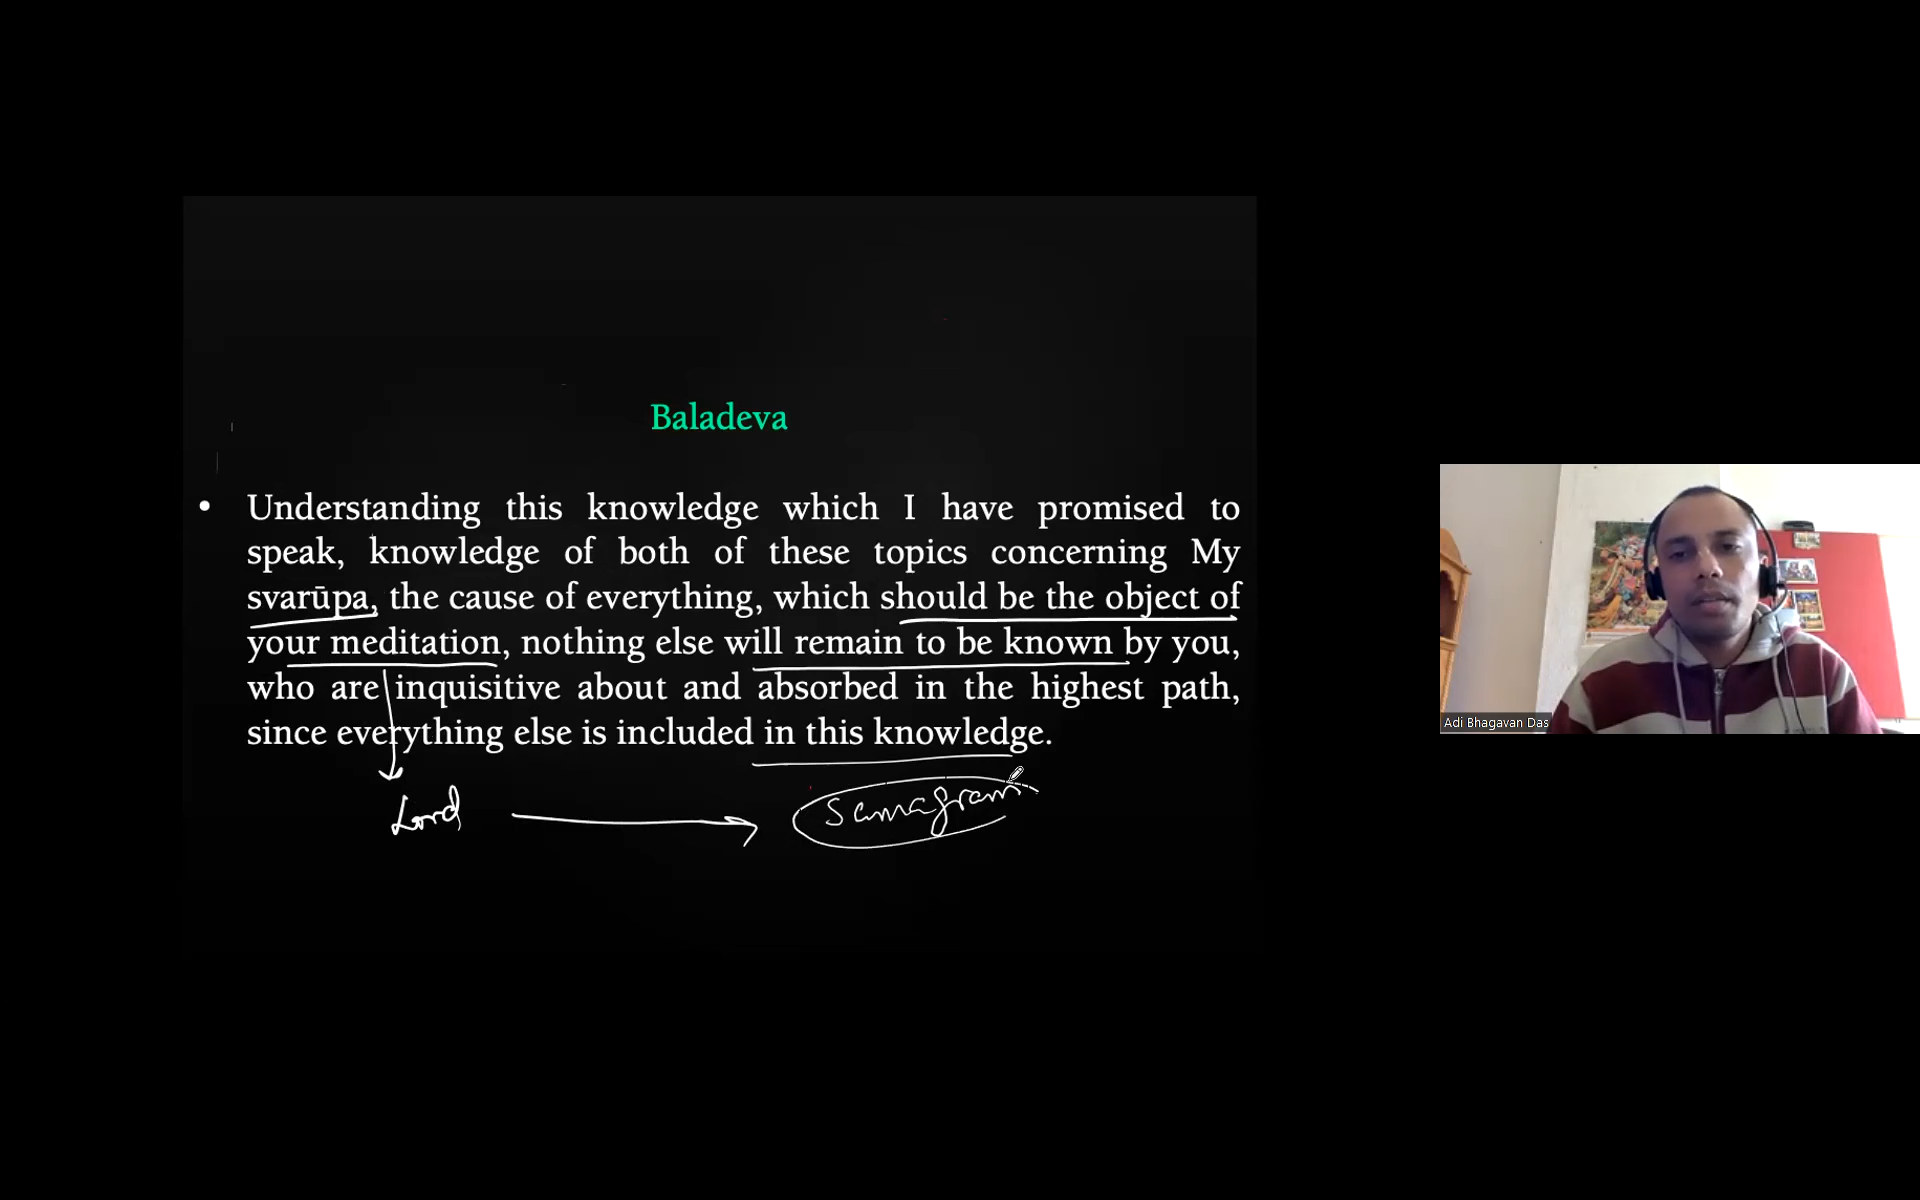 Baladeva
• Understanding this knowledge which I have promised to
speak, knowledge of both of these topics concerning My
svarūpa, the cause of everything, which should be the object of
your meditation, nothing else will remain to be known by you,
who are inquisitive about and absorbed in the highest path,
since everything else is included in this knowledge.
Lord
Samagram
Adi Bhagavan Das